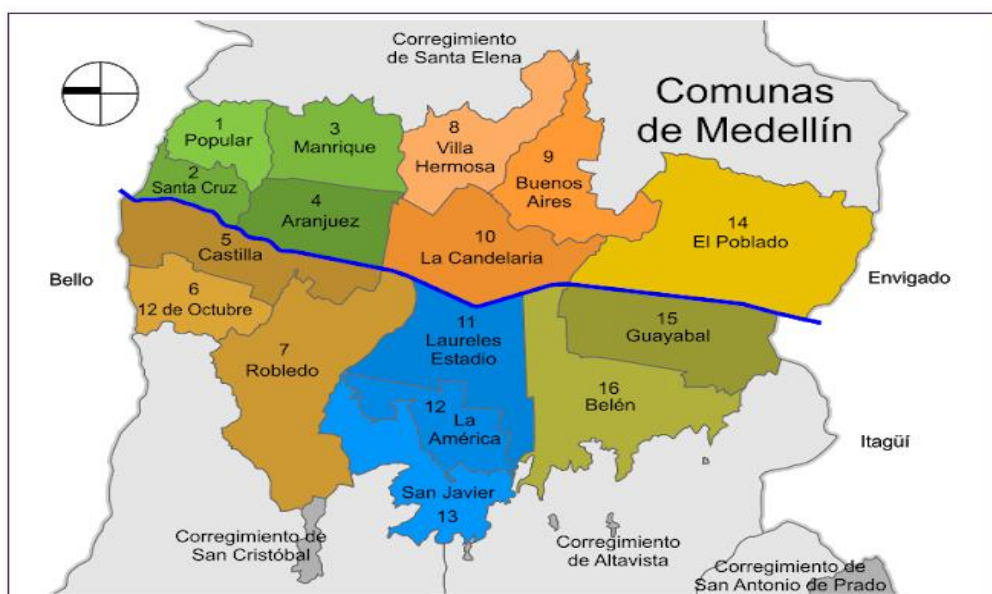 Corregimiento
de Santa Elena
Comunas
de Medellín
1
Popular
3
Manrique
8
Villa
Hermosa
9
Buenos
Aires
2
Santa Cruz
4
Aranjuez
14
El Poblado
5
Castilla
10
La Candelaria
Bello
Envigado
6
12 de Octubre
11
Laureles
Estadio
15
Guayabal
7
Robledo
16
Belén
12
La
América
Itagüí
San Javier
13
Corregimiento de
San Cristóbal
Corregimiento
de Altavista
Corregimiento de
San Antonio de Prado